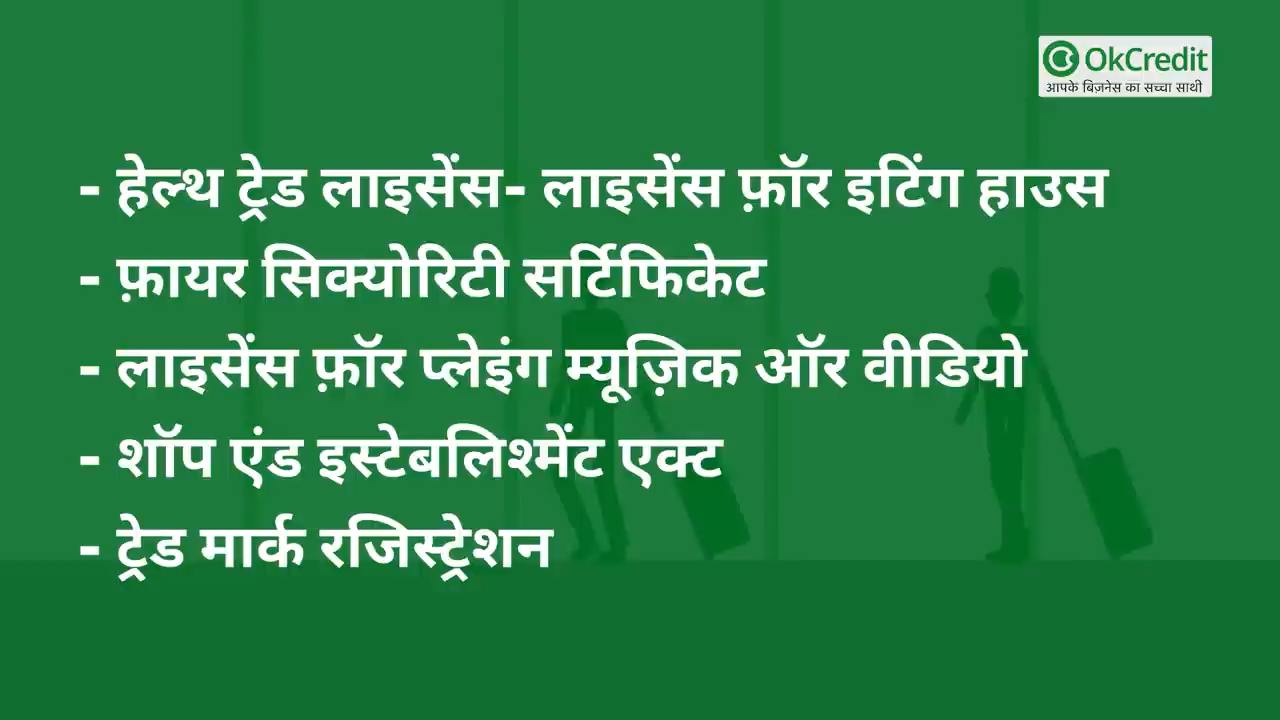 OkCredit
आपके बिज़नेस का सच्चा साथी
- हेल्थ ट्रेड लाइसेंस- लाइसेंस फ़ॉर इटिंग हाउस
- फ़ायर सिक्योरिटी सर्टिफिकेट
- लाइसेंस फ़ॉर प्लेइंग म्यूज़िक ऑर वीडियो
- शॉप एंड इस्टेबलिश्मेंट एक्ट
- ट्रेड मार्क रजिस्ट्रेशन